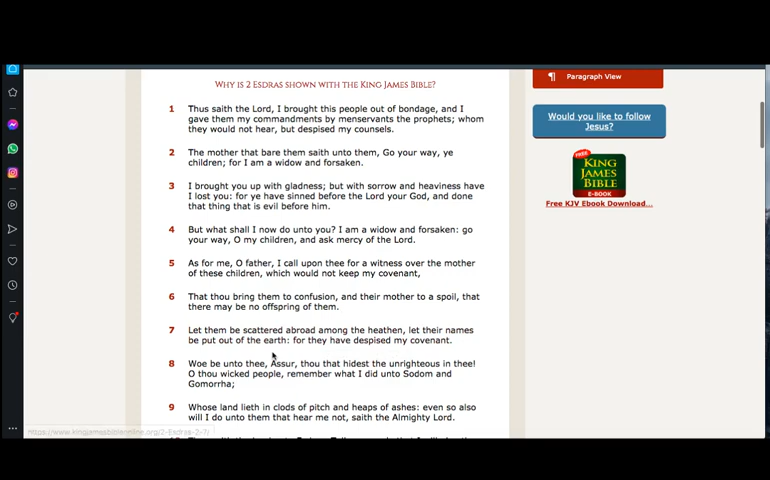 Why is 2 Esdras shown with the King James Bible?
1 Thus saith the Lord, I brought this people out of bondage, and I
gave them my commandments by menservants the prophets; whom
they would not hear, but despised my counsels.
2 The mother that bare them saith unto them, Go your way, ye
children; for I am a widow and forsaken.
3 I brought you up with gladness; but with sorrow and heaviness have
I lost you: for ye have sinned before the Lord your God, and done
that thing that is evil before him.
4 But what shall I now do unto you? I am a widow and forsaken: go
your way, O my children, and ask mercy of the Lord.
5 As for me, O father, I call upon thee for a witness over the mother
of these children, which would not keep my covenant,
6 That thou bring them to confusion, and their mother to a spoil, that
there may be no offspring of them.
7 Let them be scattered abroad among the heathen, let their names
be put out of the earth: for they have despised my covenant.
8 Woe be unto thee, Assur, thou that hidest the unrighteous in thee!
O thou wicked people, remember what I did unto Sodom and
Gomorrha;
9 Whose land lieth in clods of pitch and heaps of ashes: even so also
will I do unto them that hear me not, saith the Almighty Lord.
¶ Paragraph View
Would you like to follow
Jesus?
FREE
KING
JAMES
BIBLE
E-BOOK
Free KJV Ebook Download...
https://www.kingjamesbibleonline.org/2-Esdras-2-7/